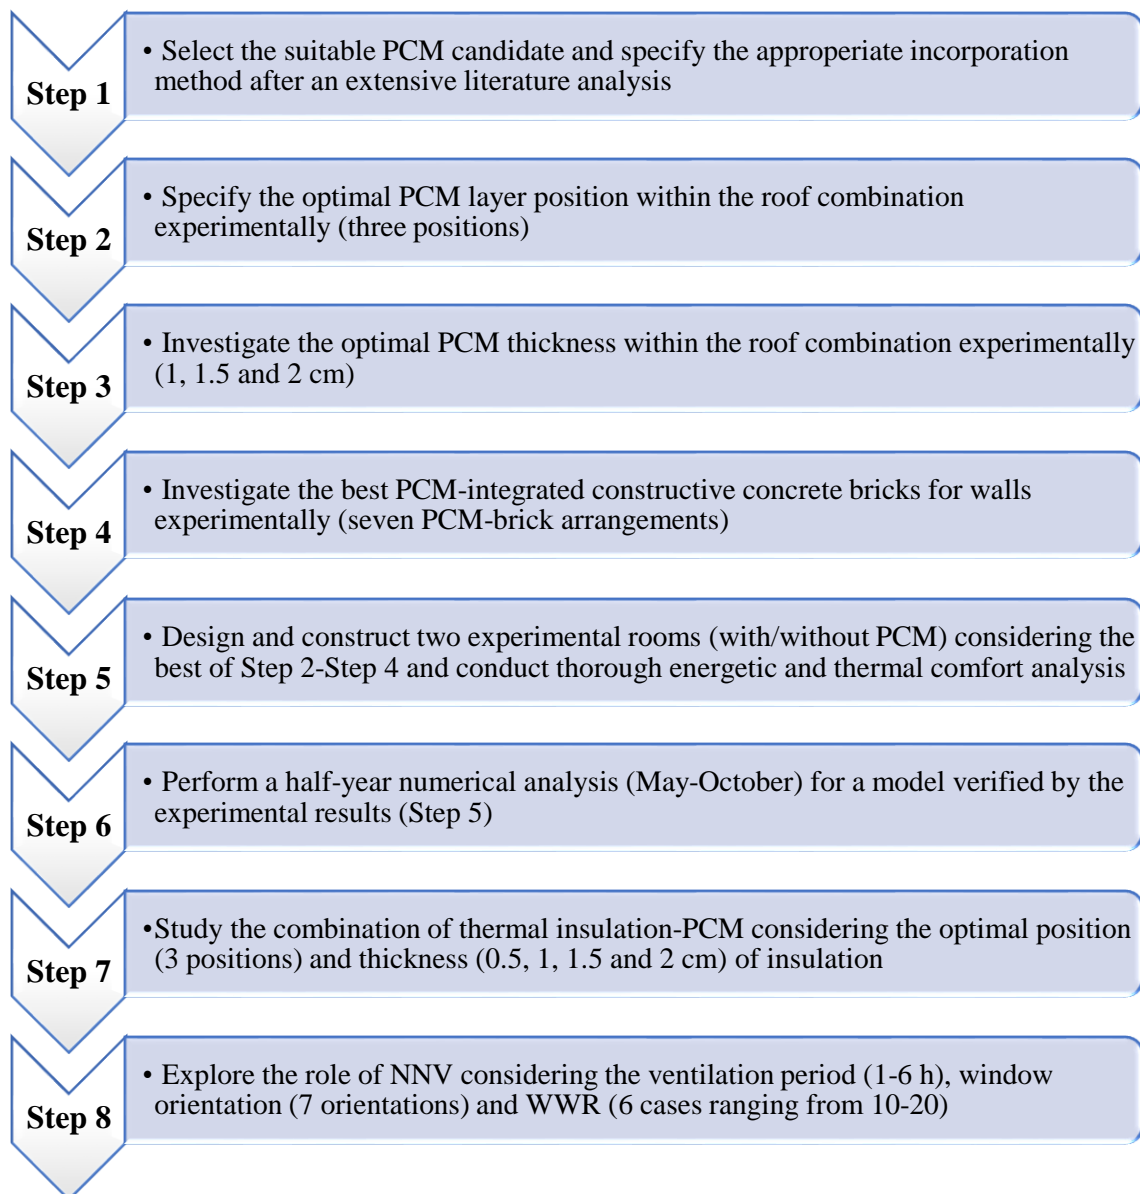 Step 1
• Select the suitable PCM candidate and specify the approperiate incorporation
method after an extensive literature analysis
Step 2
• Specify the optimal PCM layer position within the roof combination
experimentally (three positions)
Step 3
• Investigate the optimal PCM thickness within the roof combination experimentally
(1, 1.5 and 2 cm)
Step 4
• Investigate the best PCM-integrated constructive concrete bricks for walls
experimentally (seven PCM-brick arrangements)
Step 5
• Design and construct two experimental rooms (with/without PCM) considering the
best of Step 2-Step 4 and conduct thorough energetic and thermal comfort analysis
Step 6
• Perform a half-year numerical analysis (May-October) for a model verified by the
experimental results (Step 5)
Step 7
•Study the combination of thermal insulation-PCM considering the optimal position
(3 positions) and thickness (0.5, 1, 1.5 and 2 cm) of insulation
Step 8
• Explore the role of NNV considering the ventilation period (1-6 h), window
orientation (7 orientations) and WWR (6 cases ranging from 10-20)